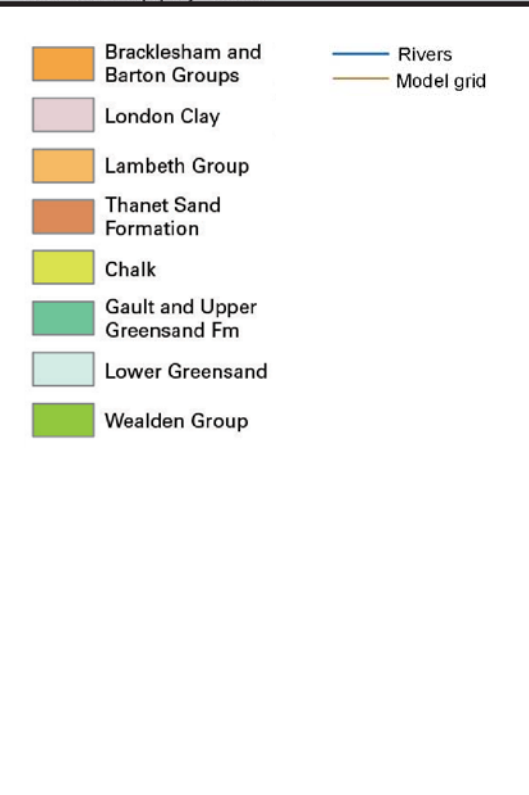 Bracklesham and
Barton Groups
London Clay
Lambeth Group
Thanet Sand
Formation
Chalk
Gault and Upper
Greensand Fm
Lower Greensand
Wealden Group
Rivers
Model grid